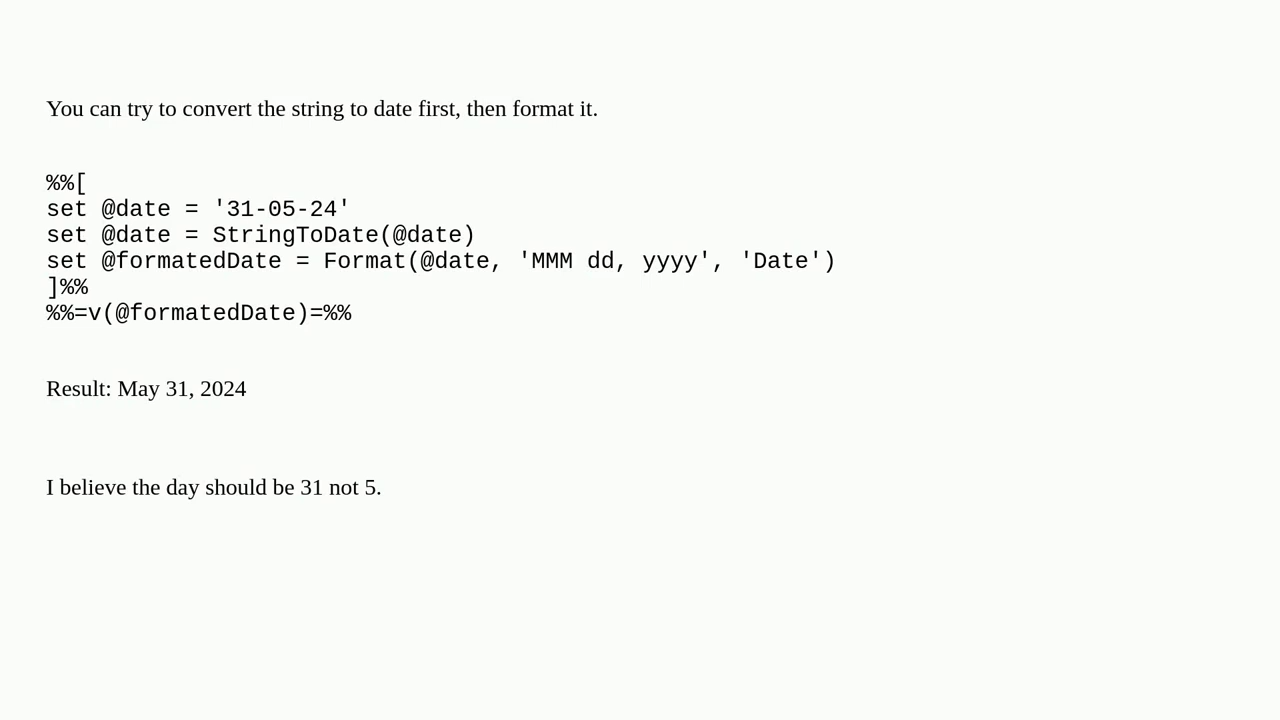 You can try to convert the string to date first, then format it.
%%[
set @date = '31-05-24'
set @date = StringToDate(@date)
set @formatedDate = Format(@date, 'MMM dd, yyyy', 'Date')
]%%
%%=v(@formatedDate)=%%
Result: May 31, 2024
I believe the day should be 31 not 5.